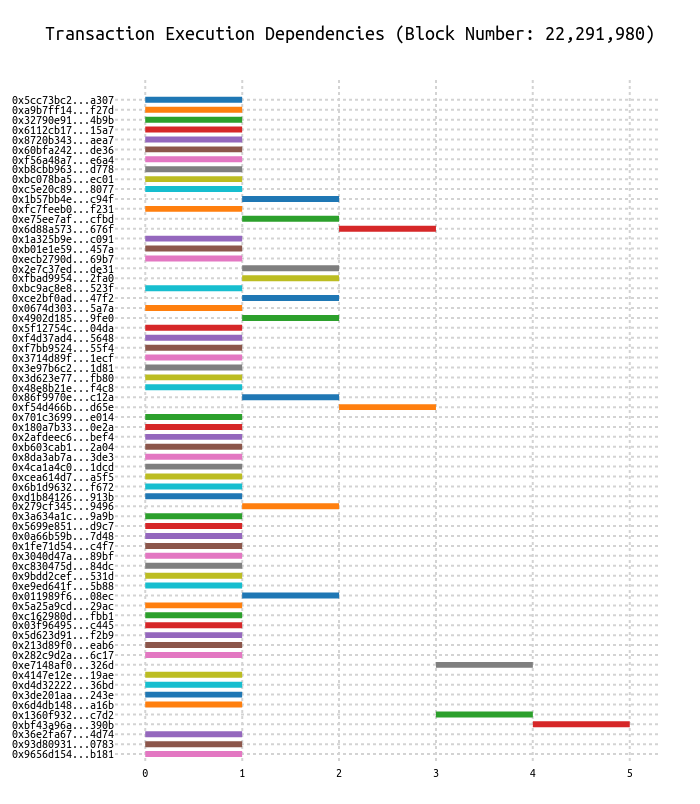 Transaction Execution Dependencies (Block Number: 22,291,980)
0x5cc73bc2...a307
0xa9b7ff14...f27d
0x32790e91...4b9b
0x6112cb17...15a7
0x8720b343...aea7
0x60bfa242...de36
0xf56a48a7...e6a4
0xb8cbb963...d778
0xbc078ba5...ec01
0xc5e20c89...8077
0x1b57bb4e...c94f
0xfc7feeb0...f231
0xe75ee7af...cfbd
0x6d88a573...676f
0x1a325b9e...c091
0xb01e1e59...457a
0xecb2790d...69b7
0x2e7c37ed...de31
0xfbad9954...2fa0
0xbc9ac8e8...523f
0xce2bf0ad...47f2
0x0674d303...5a7a
0x4902d185...9fe0
0x5f12754c...04da
0xf4d37ad4...5648
0xf7bb9524...55f4
0x3714d89f...1ecf
0x3e97b6c2...1d81
0x3d623e77...fb80
0x48e8b21e...f4c8
0x86f9970e...c12a
0xf54d466b...d65e
0x701c3699...e014
0x180a7b33...0e2a
0x2afdeec6...bef4
0xb603cab1...2a04
0x8da3ab7a...3de3
0x4ca1a4c0...1dcd
0xcea614d7...a5f5
0x6b1d9632...f672
0xd1b84126...913b
0x279cf345...9496
0x3a634a1c...9a9b
0x5699e851...d9c7
0x0a66b59b...7d48
0x1fe71d54...c4f7
0x3040d47a...89bf
0xc830475d...84dc
0x9bdd2cef...531d
0xe9ed641f...5b88
0x011989f6...08ec
0x5a25a9cd...29ac
0xc162980d...fbb1
0x03f96495...c445
0x5d623d91...f2b9
0x213d89f0...eab6
0x282c9d2a...6c17
0xe7148af0...326d
0x4147e12e...19ae
0xd4d32222...36bd
0x3de201aa...243e
0x6d4db148...a16b
0x1360f932...c7d2
0xbf43a96a...390b
0x36e2fa67...4d74
0x93d80931...0783
0x9656d154...b181
0 1 2 3 4 5